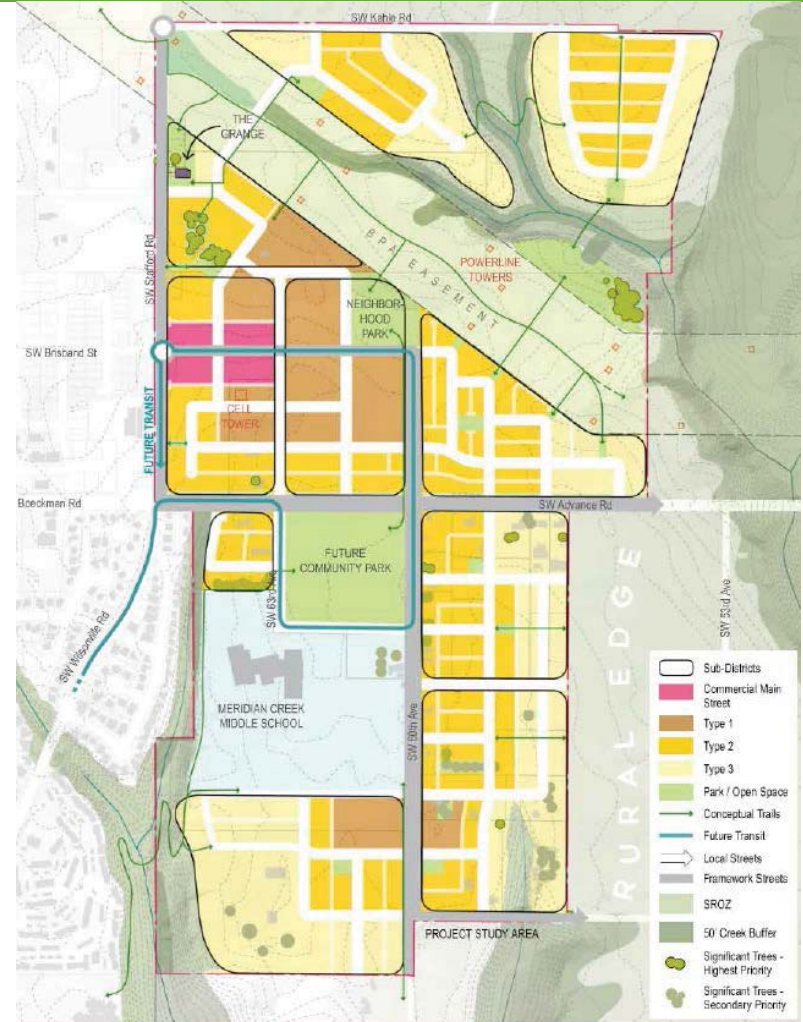 SW Kahle Rd
THE
GRANGE
SW Stafford Rd
BPA EASEMENT
POWERLINE
TOWERS
NEIGHBOR-
HOOD
PARK
SW Brisband St
FUTURE TRANSIT
CELL
TOWER
Boeckman Rd
SW Advance Rd
FUTURE
COMMUNITY PARK
SW 63rd Ave
SW Wilsonville Rd
MERIDIAN CREEK
MIDDLE SCHOOL
SW 60th Ave
RURAL EDGE
SW 53rd Ave
PROJECT STUDY AREA
Sub-Districts
Commercial Main
Street
Type 1
Type 2
Type 3
Park / Open Space
Conceptual Trails
Future Transit
Local Streets
Framework Streets
SROZ
50' Creek Buffer
Significant Trees -
Highest Priority
Significant Trees -
Secondary Priority